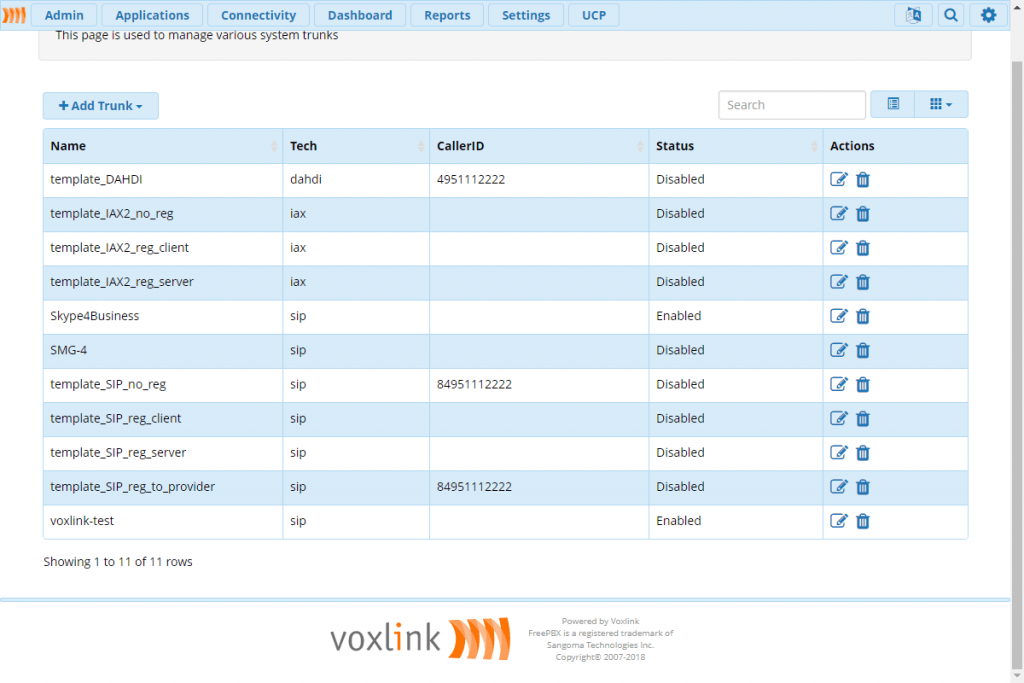 Admin Applications Connectivity Dashboard Reports Settings UCP
This page is used to manage various system trunks
Add Trunk
Search
Name Tech CallerID Status Actions
template_DAHDI dahdi 4951112222 Disabled
template_IAX2_no_reg iax Disabled
template_IAX2_reg_client iax Disabled
template_IAX2_reg_server iax Disabled
Skype4Business sip Enabled
SMG-4 sip Disabled
template_SIP_no_reg sip 84951112222 Disabled
template_SIP_reg_client sip Disabled
template_SIP_reg_server sip Disabled
template_SIP_reg_to_provider sip 84951112222 Disabled
voxlink-test sip Enabled
Showing 1 to 11 of 11 rows
voxlink
Powered by Voxlink
FreePBX is a registered trademark of
Sangoma Technologies Inc.
Copyright© 2007-2018